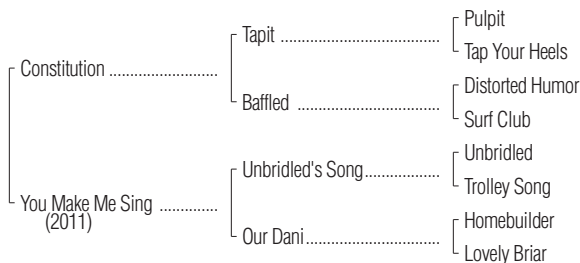 Pulpit
Tapit ........................................
Tap Your Heels
Constitution ...........................
Distorted Humor
Baffled ....................................
Surf Club
Unbridled
Unbridled's Song...................
Trolley Song
You Make Me Sing ..............
(2011)
Homebuilder
Our Dani..................................
Lovely Briar